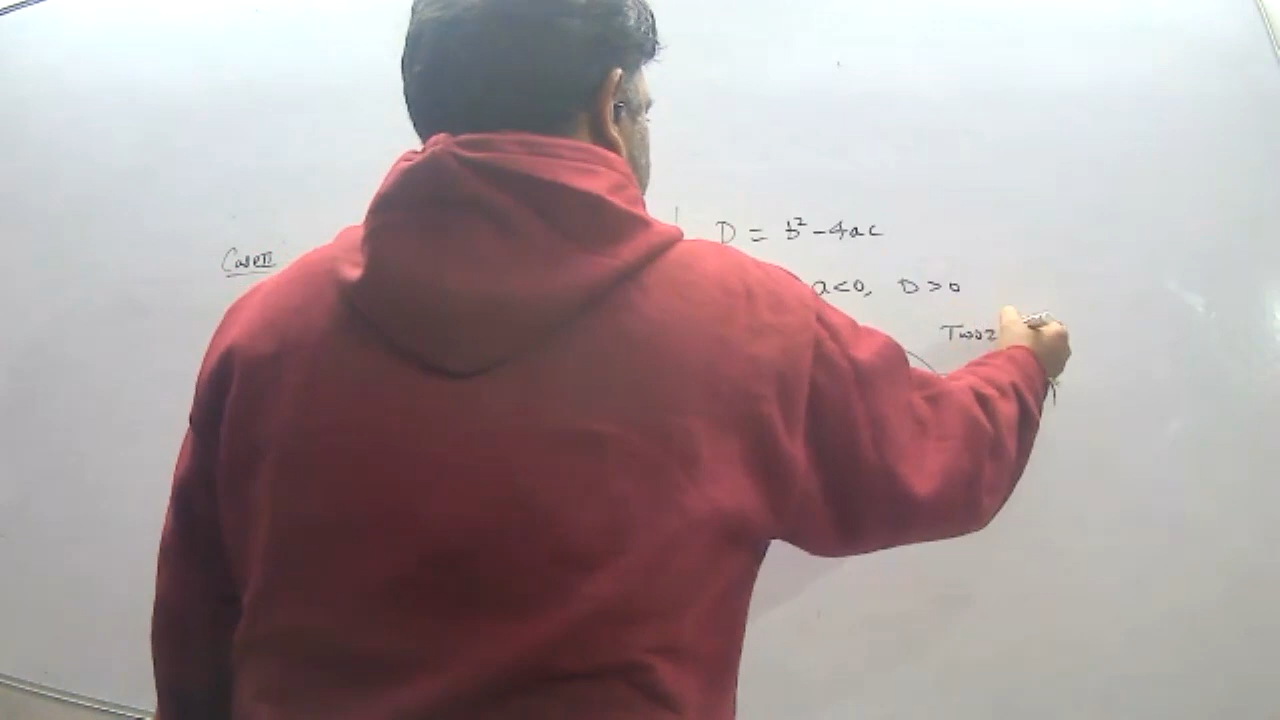 D = b² - 4ac
Case II
a<0, D>0
Two z